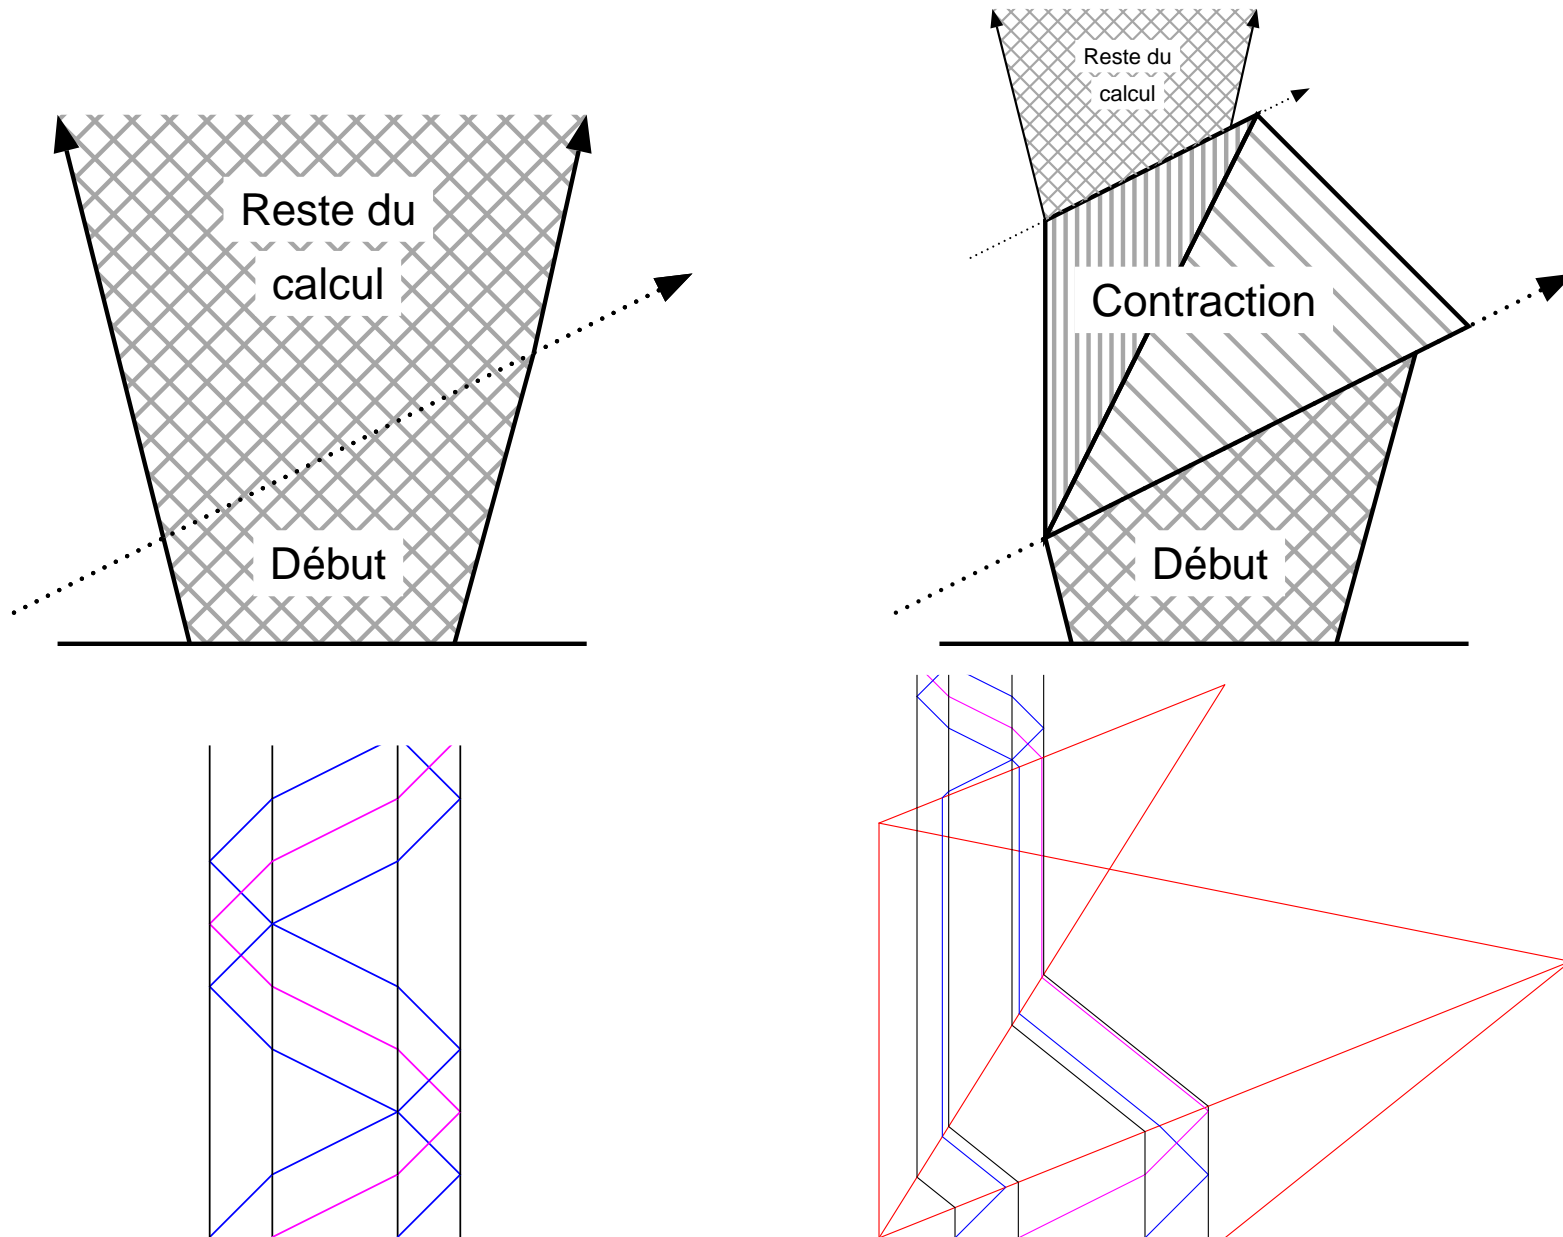 Reste du
calcul
Début
Reste du
calcul
Contraction
Début